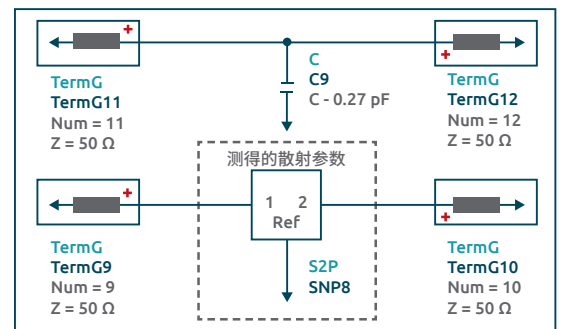 +
+
C
C9
C - 0.27 pF
TermG
TermG11
Num = 11
Z = 50 Ω
TermG
TermG12
Num = 12
Z = 50 Ω
测得的散射参数
+
1 2
Ref
+
TermG
TermG9
Num = 9
Z = 50 Ω
S2P
SNP8
TermG
TermG10
Num = 10
Z = 50 Ω